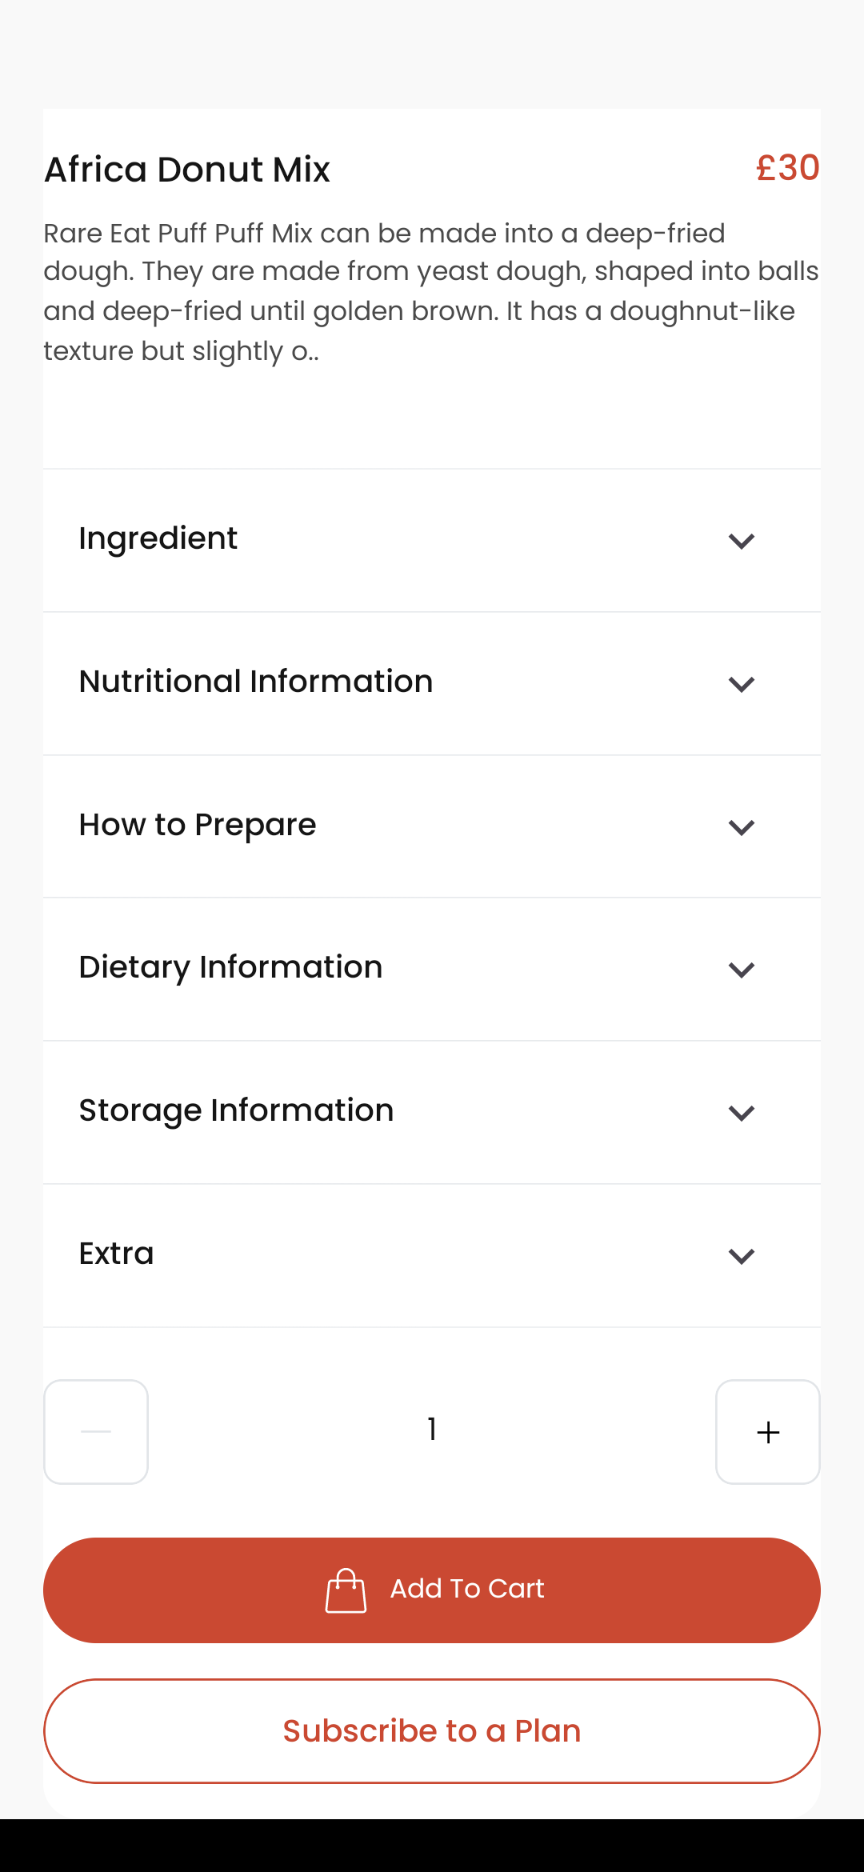 Africa Donut Mix
£30
Rare Eat Puff Puff Mix can be made into a deep-fried
dough. They are made from yeast dough, shaped into balls
and deep-fried until golden brown. It has a doughnut-like
texture but slightly o..
Ingredient
Nutritional Information
How to Prepare
Dietary Information
Storage Information
Extra
1
+
Add To Cart
Subscribe to a Plan